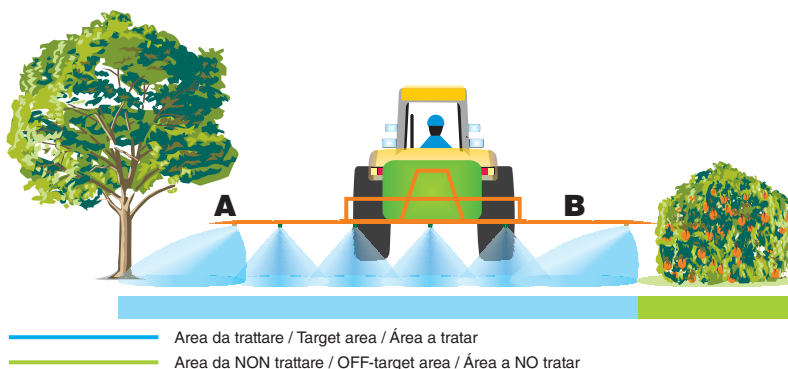 A B
Area da trattare / Target area / Área a tratar
Area da NON trattare / OFF-target area / Área a NO tratar